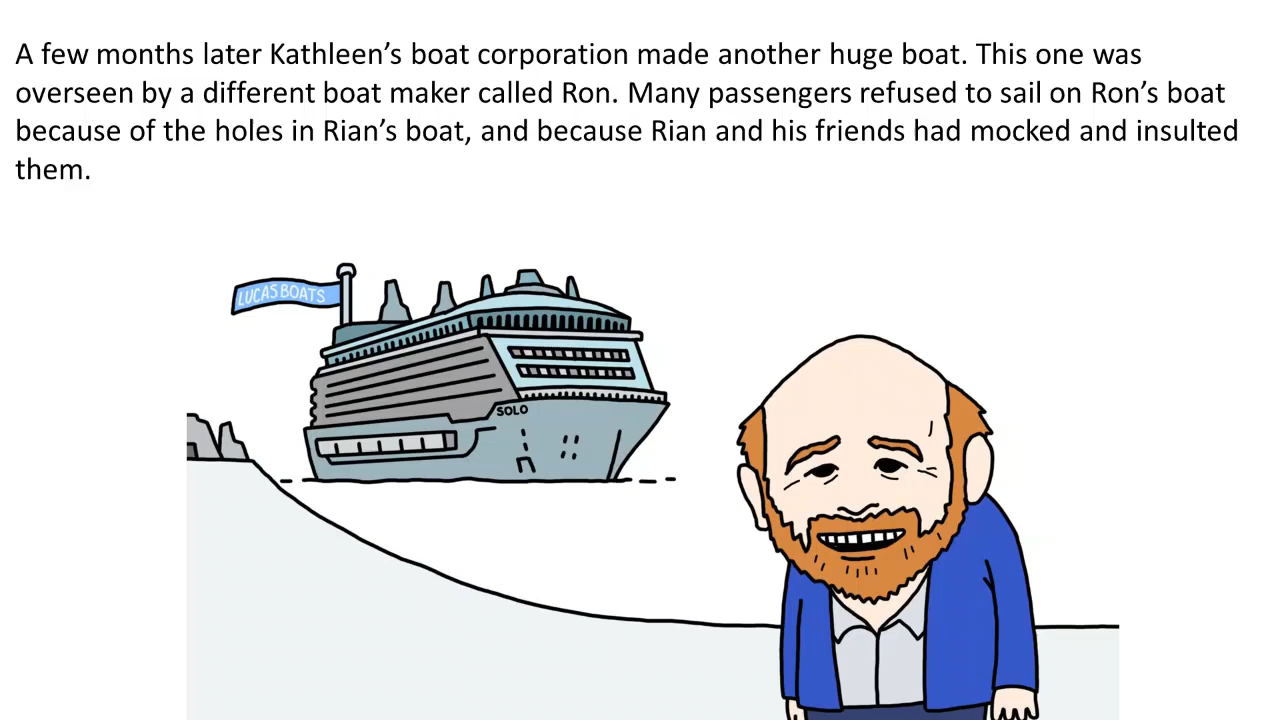 A few months later Kathleen’s boat corporation made another huge boat. This one was
overseen by a different boat maker called Ron. Many passengers refused to sail on Ron’s boat
because of the holes in Rian’s boat, and because Rian and his friends had mocked and insulted
them.
LUCAS BOATS
SOLO